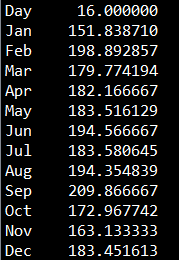 Day 16.000000
Jan 151.838710
Feb 198.892857
Mar 179.774194
Apr 182.166667
May 183.516129
Jun 194.566667
Jul 183.580645
Aug 194.354839
Sep 209.866667
Oct 172.967742
Nov 163.133333
Dec 183.451613